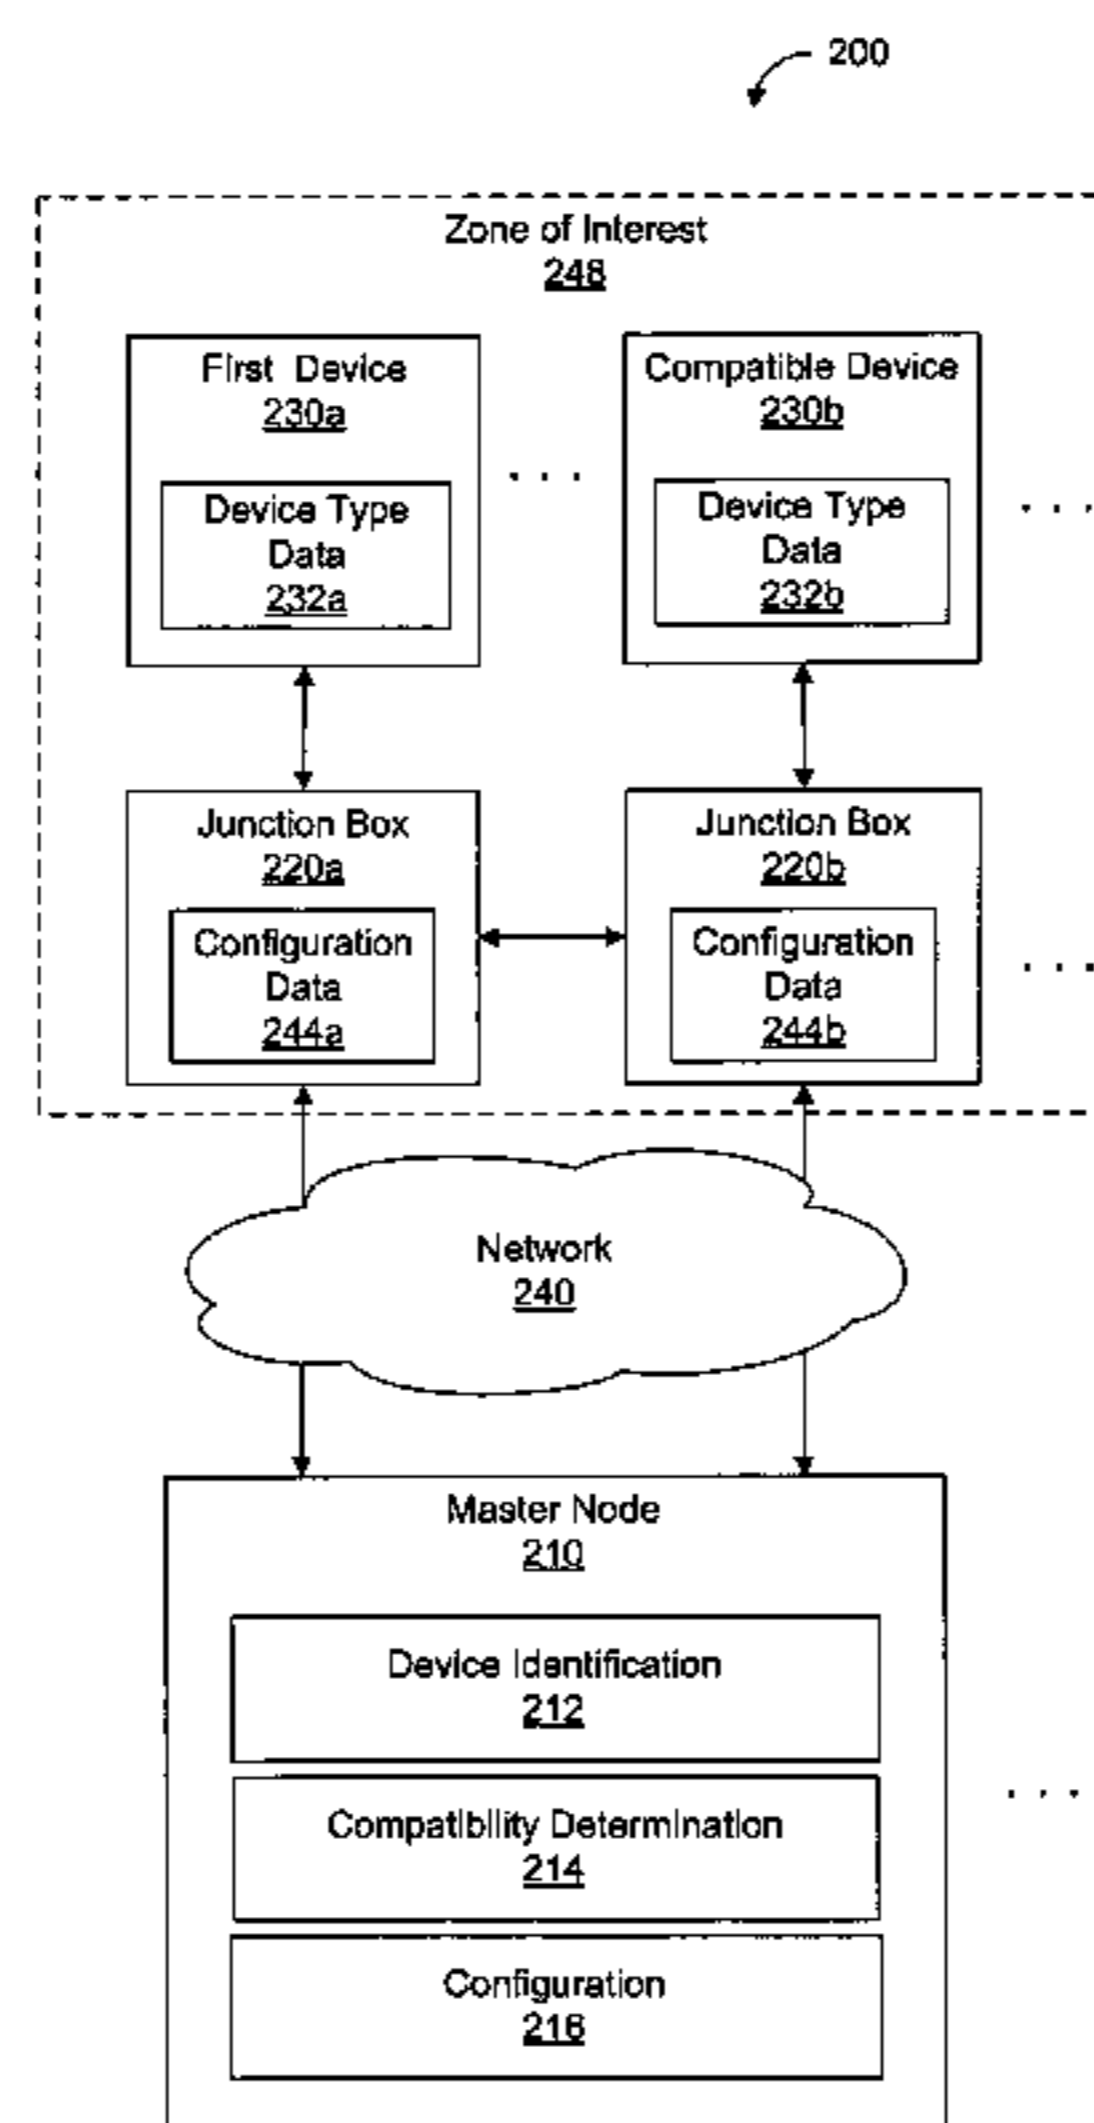 200
Zone of Interest
248
First Device
230a
Device Type
Data
232a
Compatible Device
230b
Device Type
Data
232b
Junction Box
220a
Configuration
Data
244a
Junction Box
220b
Configuration
Data
244b
Network
240
Master Node
210
Device Identification
212
Compatibility Determination
214
Configuration
216